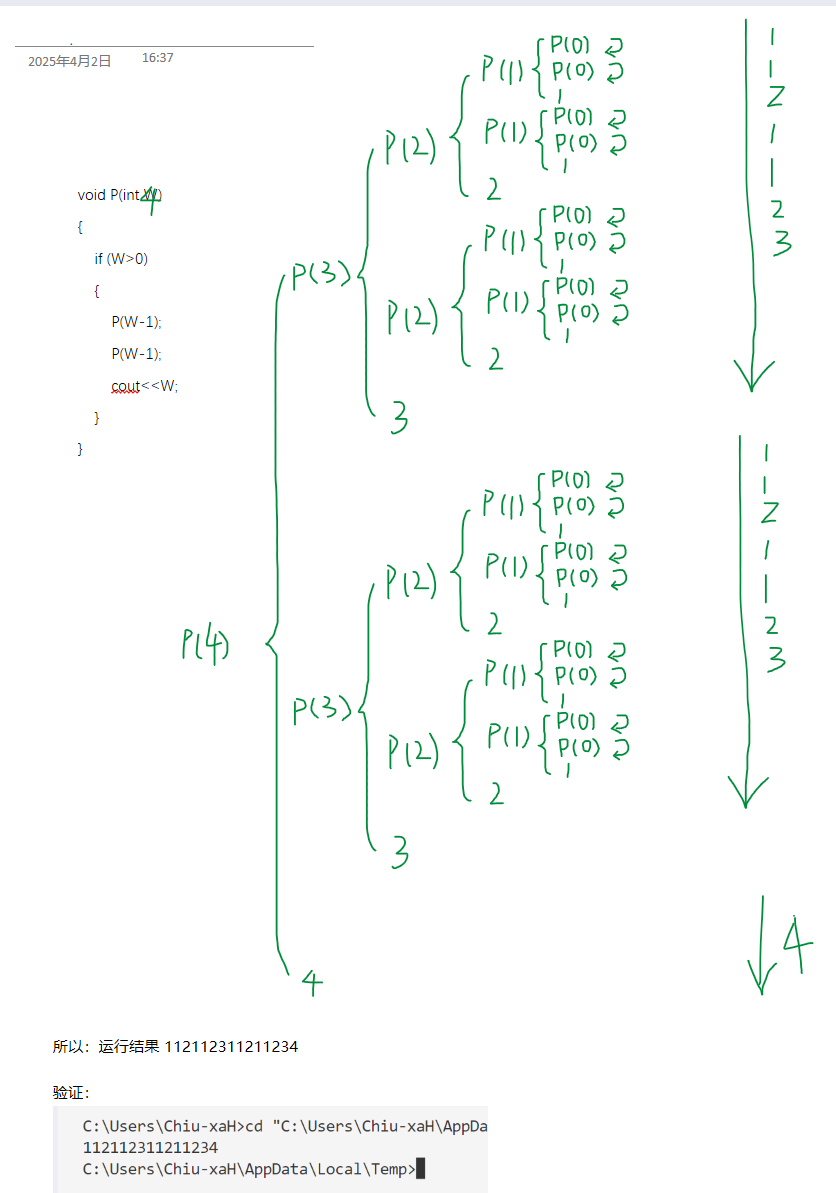 2025年4月2日 16:37
void P(int W)
4
{
if (W>0)
{
P(W-1);
P(W-1);
cout<<W;
}
}
P(4)
P(3)
P(2)
P(1)
P(0)
P(0)
1
P(1)
P(0)
P(0)
1
2
P(2)
P(1)
P(0)
P(0)
1
P(1)
P(0)
P(0)
1
2
3
P(3)
P(2)
P(1)
P(0)
P(0)
1
P(1)
P(0)
P(0)
1
2
P(2)
P(1)
P(0)
P(0)
1
P(1)
P(0)
P(0)
1
2
3
4
1
1
2
1
1
2
3
1
1
2
1
1
2
3
4
所以：运行结果 112112311211234
验证：
C:\Users\Chiu-xaH>cd "C:\Users\Chiu-xaH\AppDa
112112311211234
C:\Users\Chiu-xaH\AppData\Local\Temp>